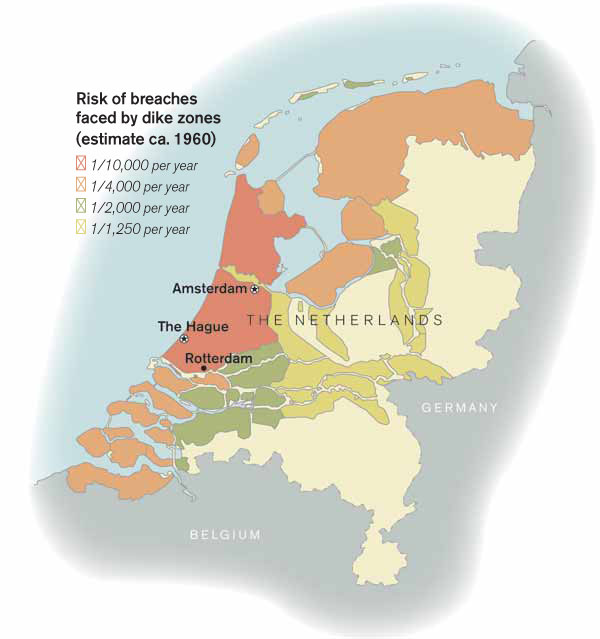 Risk of breaches
faced by dike zones
(estimate ca. 1960)
1/10,000 per year
1/4,000 per year
1/2,000 per year
1/1,250 per year
Amsterdam
The Hague
THE NETHERLANDS
Rotterdam
GERMANY
BELGIUM